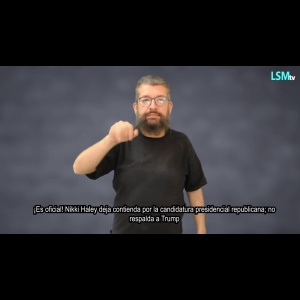 LSMtv
¡Es oficial! Nikki Haley deja contienda por la candidatura presidencial republicana; no
respalda a Trump